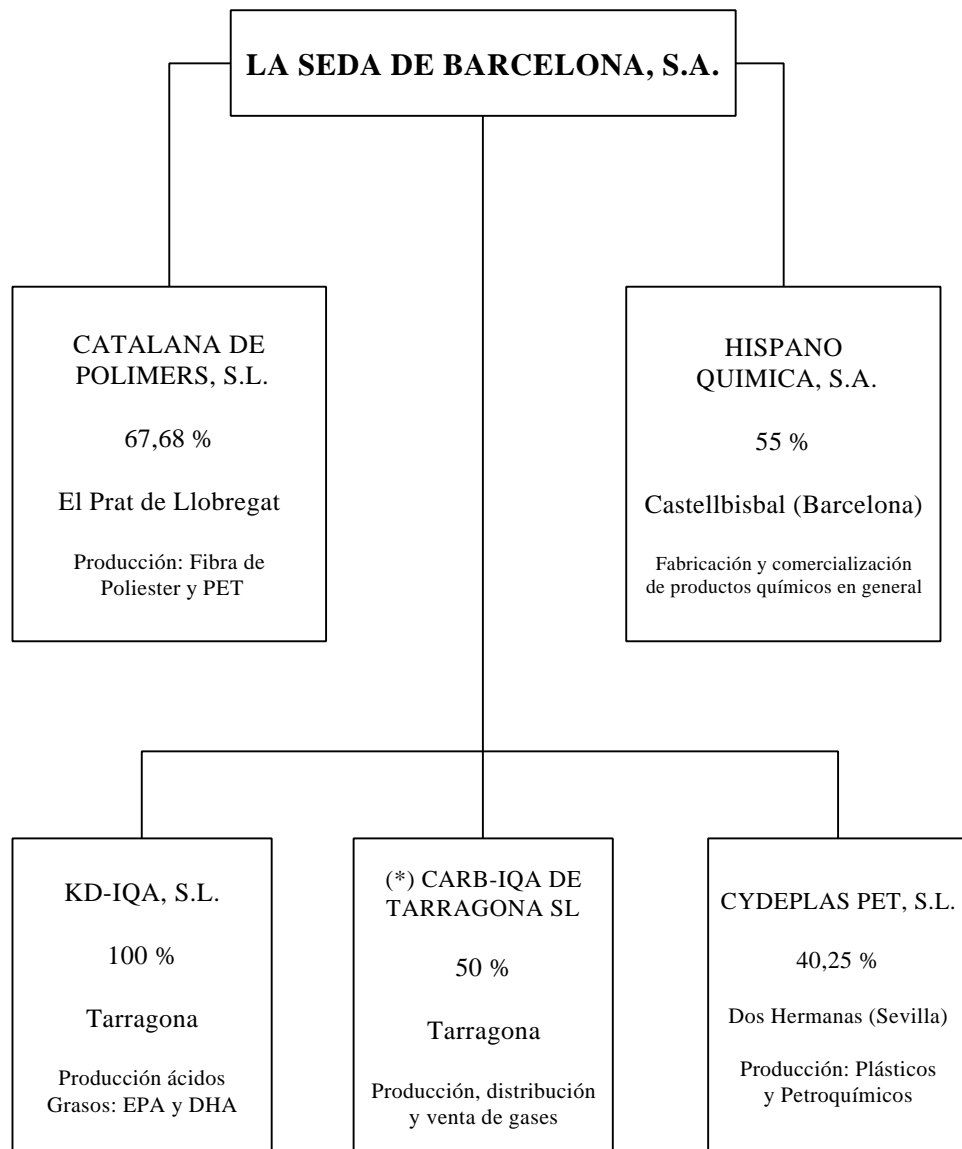 LA SEDA DE BARCELONA, S.A.
CATALANA DE
POLIMERS, S.L.
67,68 %
El Prat de Llobregat
Producción: Fibra de
Poliester y PET
HISPANO
QUIMICA, S.A.
55 %
Castellbisbal (Barcelona)
Fabricación y comercialización
de productos químicos en general
KD-IQA, S.L.
100 %
Tarragona
Producción ácidos
Grasos: EPA y DHA
(*) CARB-IQA DE
TARRAGONA SL
50 %
Tarragona
Producción, distribución
y venta de gases
CYDEPLAS PET, S.L.
40,25 %
Dos Hermanas (Sevilla)
Producción: Plásticos
y Petroquímicos